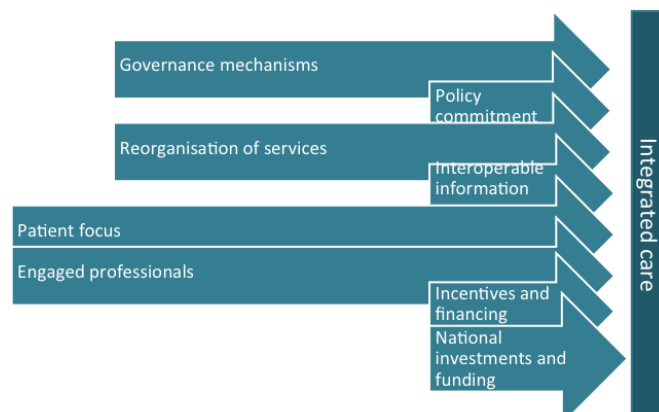 Governance mechanisms
Policy
commitment
Reorganisation of services
Interoperable
information
Patient focus
Engaged professionals
Incentives and
financing
National
investments and
funding
Integrated care